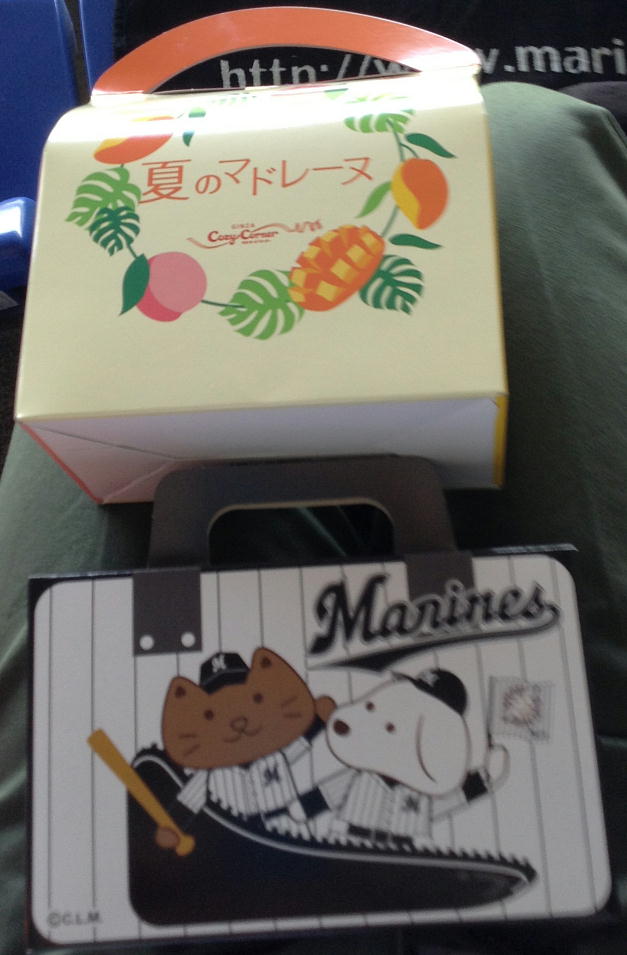 http://www.mari
夏のマドレーヌ
GINZA
Cozy Corner
Marines
M
M
M
©C.L.M.